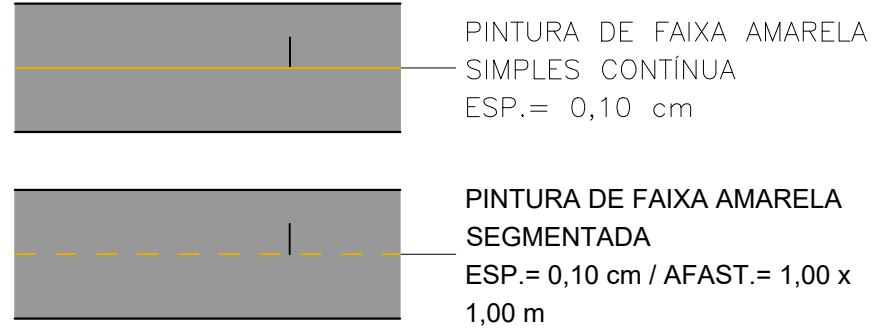 PINTURA DE FAIXA AMARELA
SIMPLES CONTÍNUA
ESP.= 0,10 cm
PINTURA DE FAIXA AMARELA
SEGMENTADA
ESP.= 0,10 cm / AFAST.= 1,00 x
1,00 m